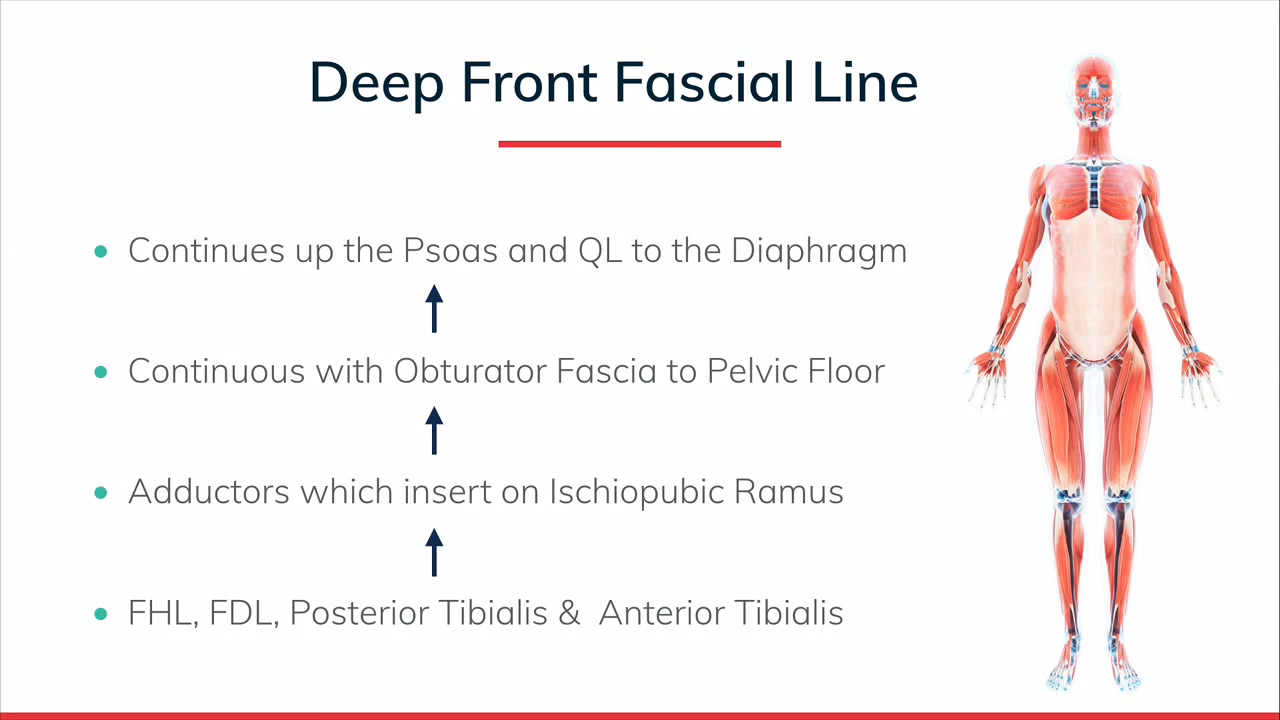 Deep Front Fascial Line
Continues up the Psoas and QL to the Diaphragm
Continuous with Obturator Fascia to Pelvic Floor
Adductors which insert on Ischiopubic Ramus
FHL, FDL, Posterior Tibialis &  Anterior Tibialis